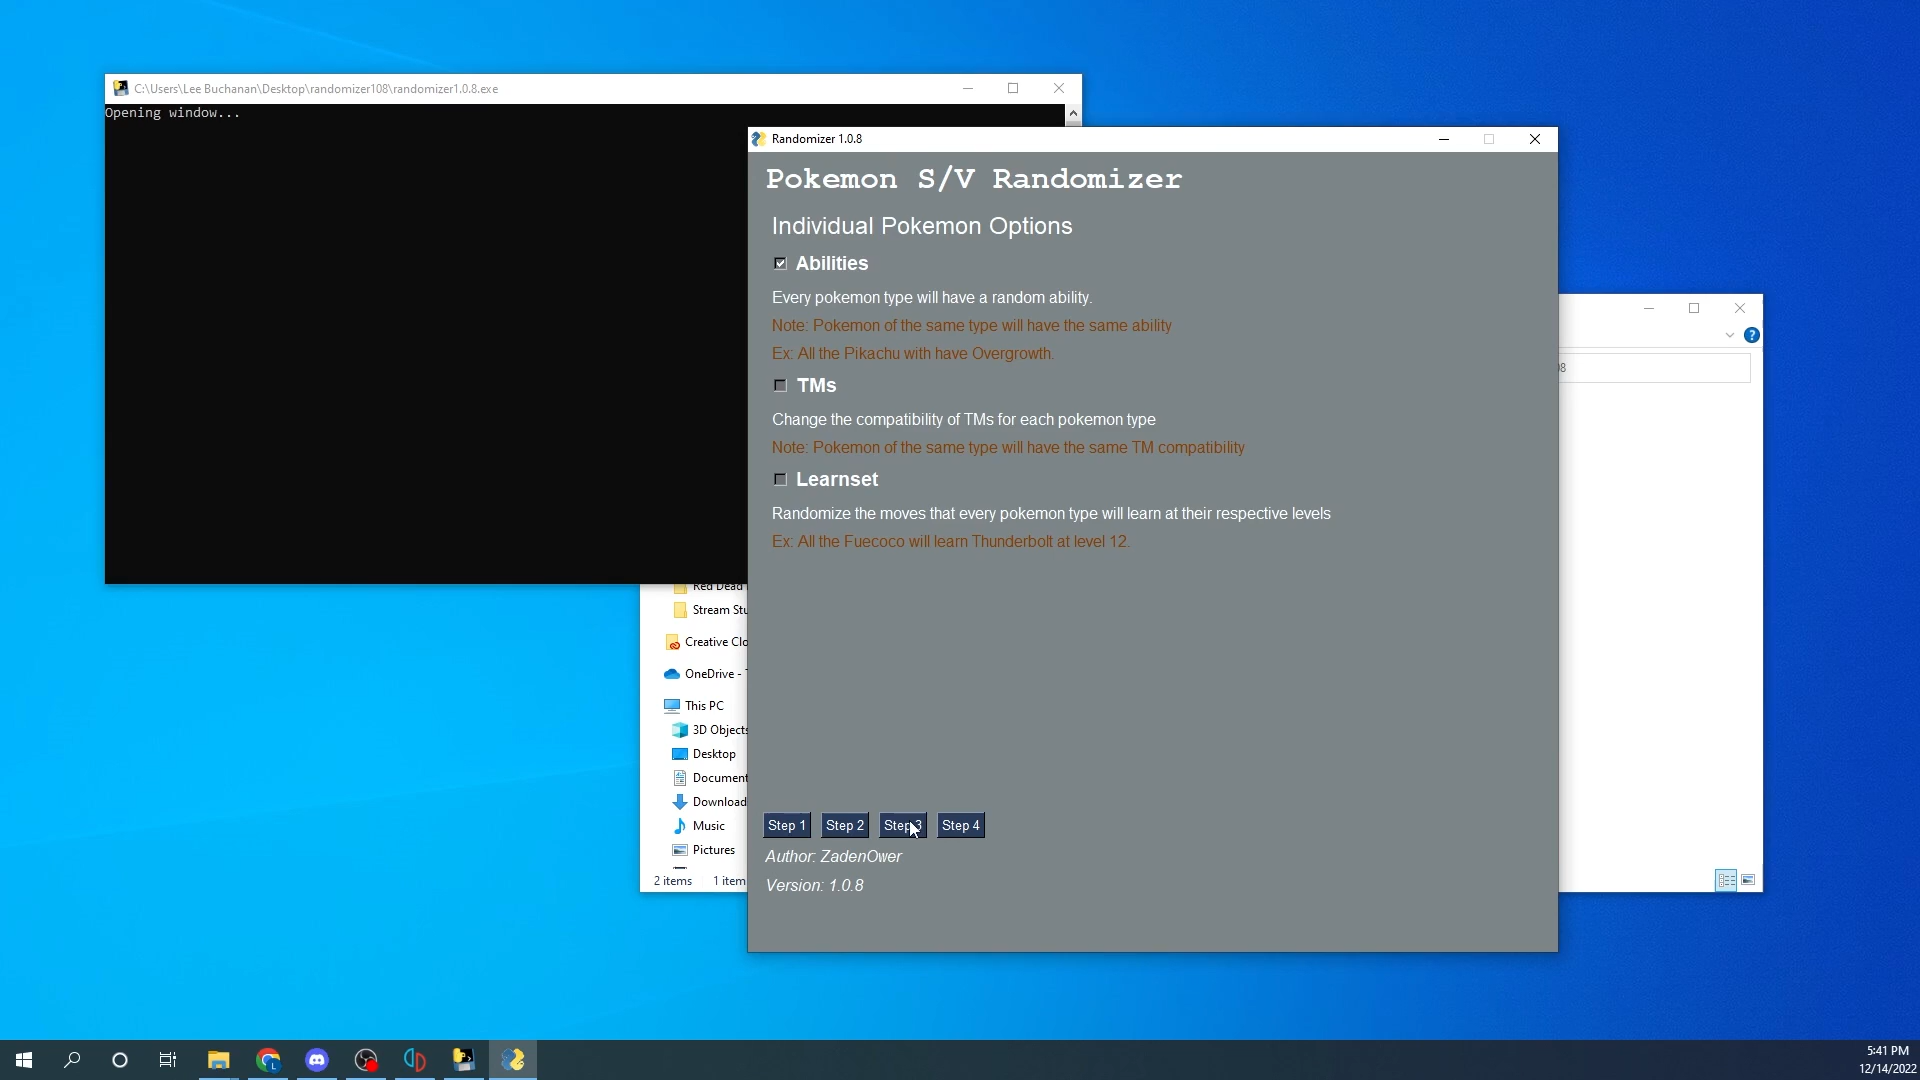 C:\Users\Lee Buchanan\Desktop\randomizer108\randomizer1.0.8.exe
Opening window...
Randomizer 1.0.8
Pokemon S/V Randomizer
Individual Pokemon Options
Abilities
Every pokemon type will have a random ability.
Note: Pokemon of the same type will have the same ability
Ex: All the Pikachu with have Overgrowth.
TMs
Change the compatibility of TMs for each pokemon type
Note: Pokemon of the same type will have the same TM compatibility
Learnset
Randomize the moves that every pokemon type will learn at their respective levels
Ex: All the Fuecoco will learn Thunderbolt at level 12.
Step 1 Step 2 Step 3 Step 4
Author: ZadenOwer
Version: 1.0.8
Red Dead
Stream Stu
Creative Clo
OneDrive -
This PC
3D Objects
Desktop
Document
Download
Music
Pictures
2 items 1 item
5:41 PM
12/14/2022